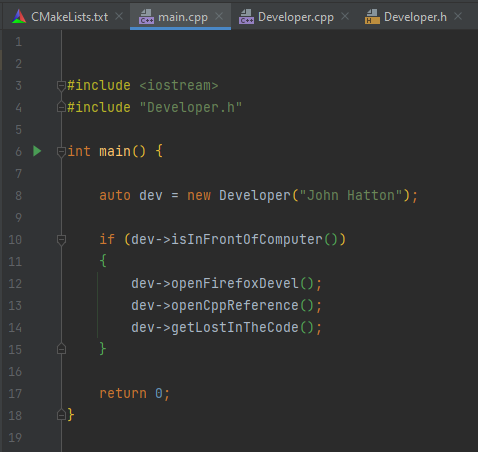 CMakeLists.txt × main.cpp × Developer.cpp × Developer.h ×
1
2
3 #include <iostream>
4 #include "Developer.h"
5
6 int main() {
7
8 auto dev = new Developer("John Hatton");
9
10 if (dev->isInFrontOfComputer())
11 {
12 dev->openFirefoxDevel();
13 dev->openCppReference();
14 dev->getLostInTheCode();
15 }
16
17 return 0;
18 }
19